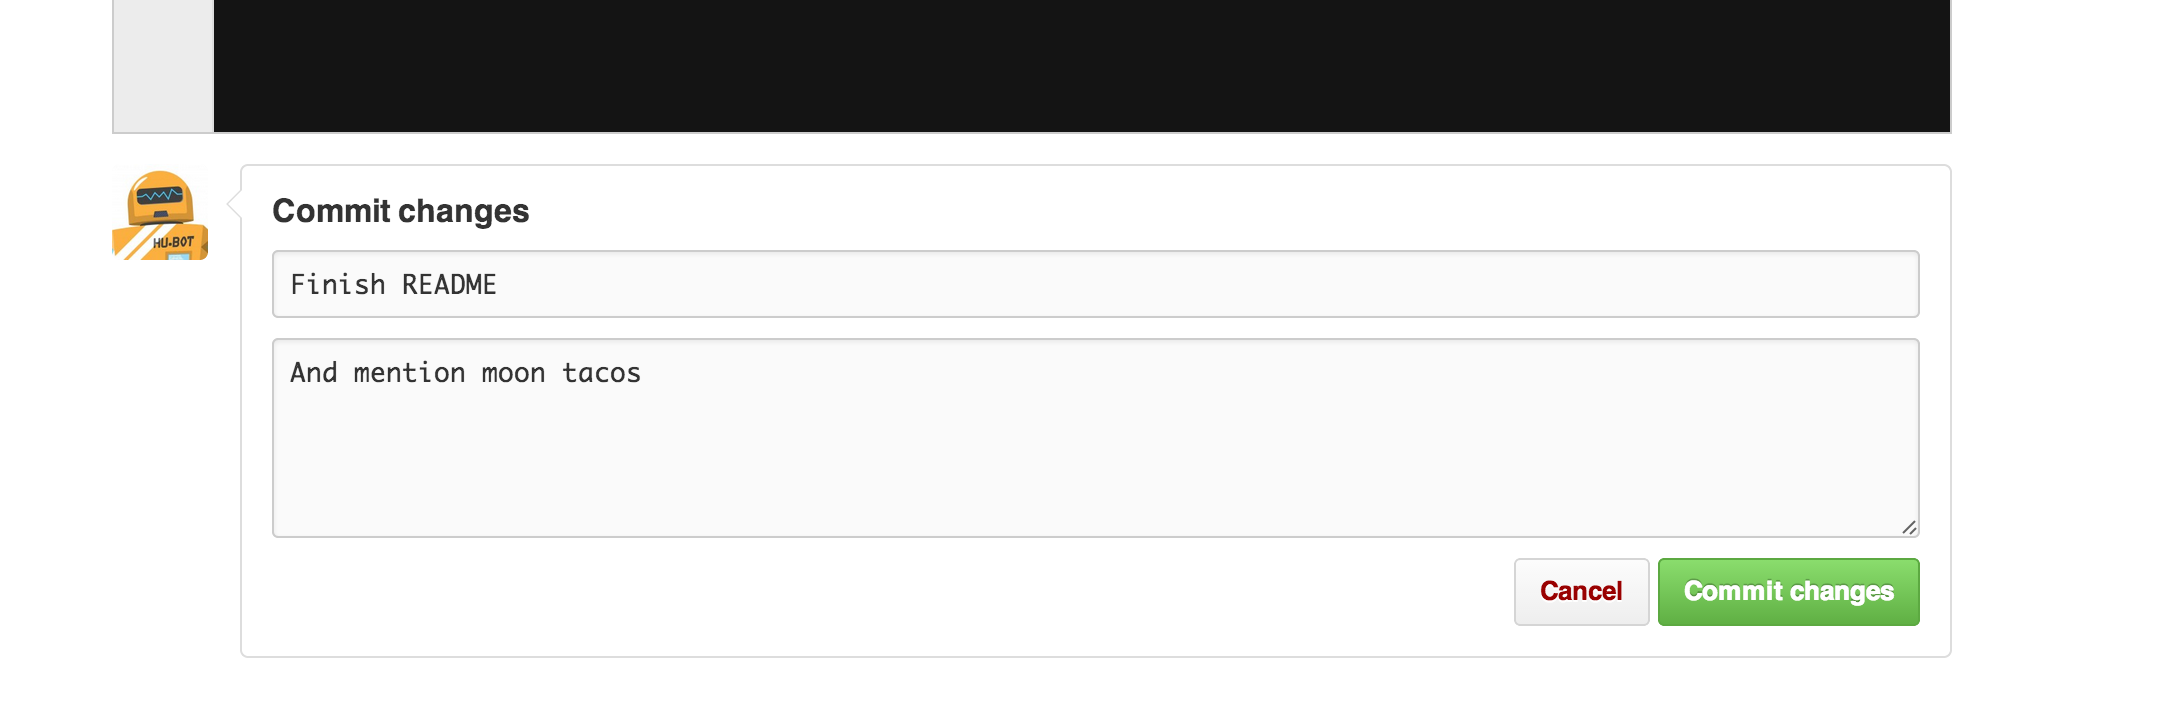 HU-BOT
Commit changes
Finish README
And mention moon tacos
Cancel
Commit changes